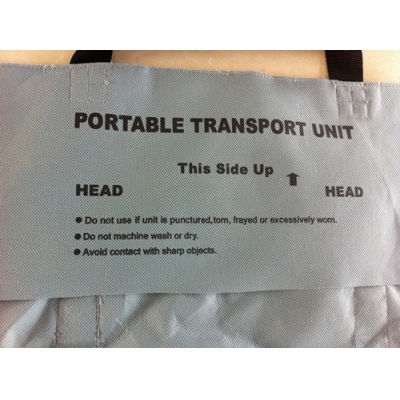 PORTABLE TRANSPORT UNIT
This Side Up ⬆
HEAD HEAD
● Do not use if unit is punctured,torn, frayed or excessively worn.
● Do not machine wash or dry.
● Avoid contact with sharp objects.